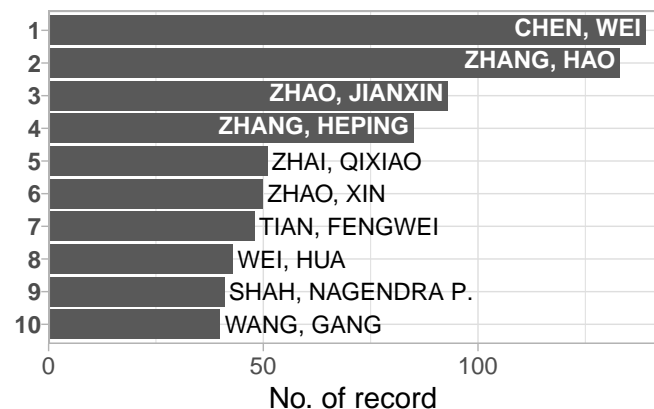 1 CHEN, WEI
2 ZHANG, HAO
3 ZHAO, JIANXIN
4 ZHANG, HEPING
5 ZHAI, QIXIAO
6 ZHAO, XIN
7 TIAN, FENGWEI
8 WEI, HUA
9 SHAH, NAGENDRA P.
10 WANG, GANG
0 50 100
No. of record